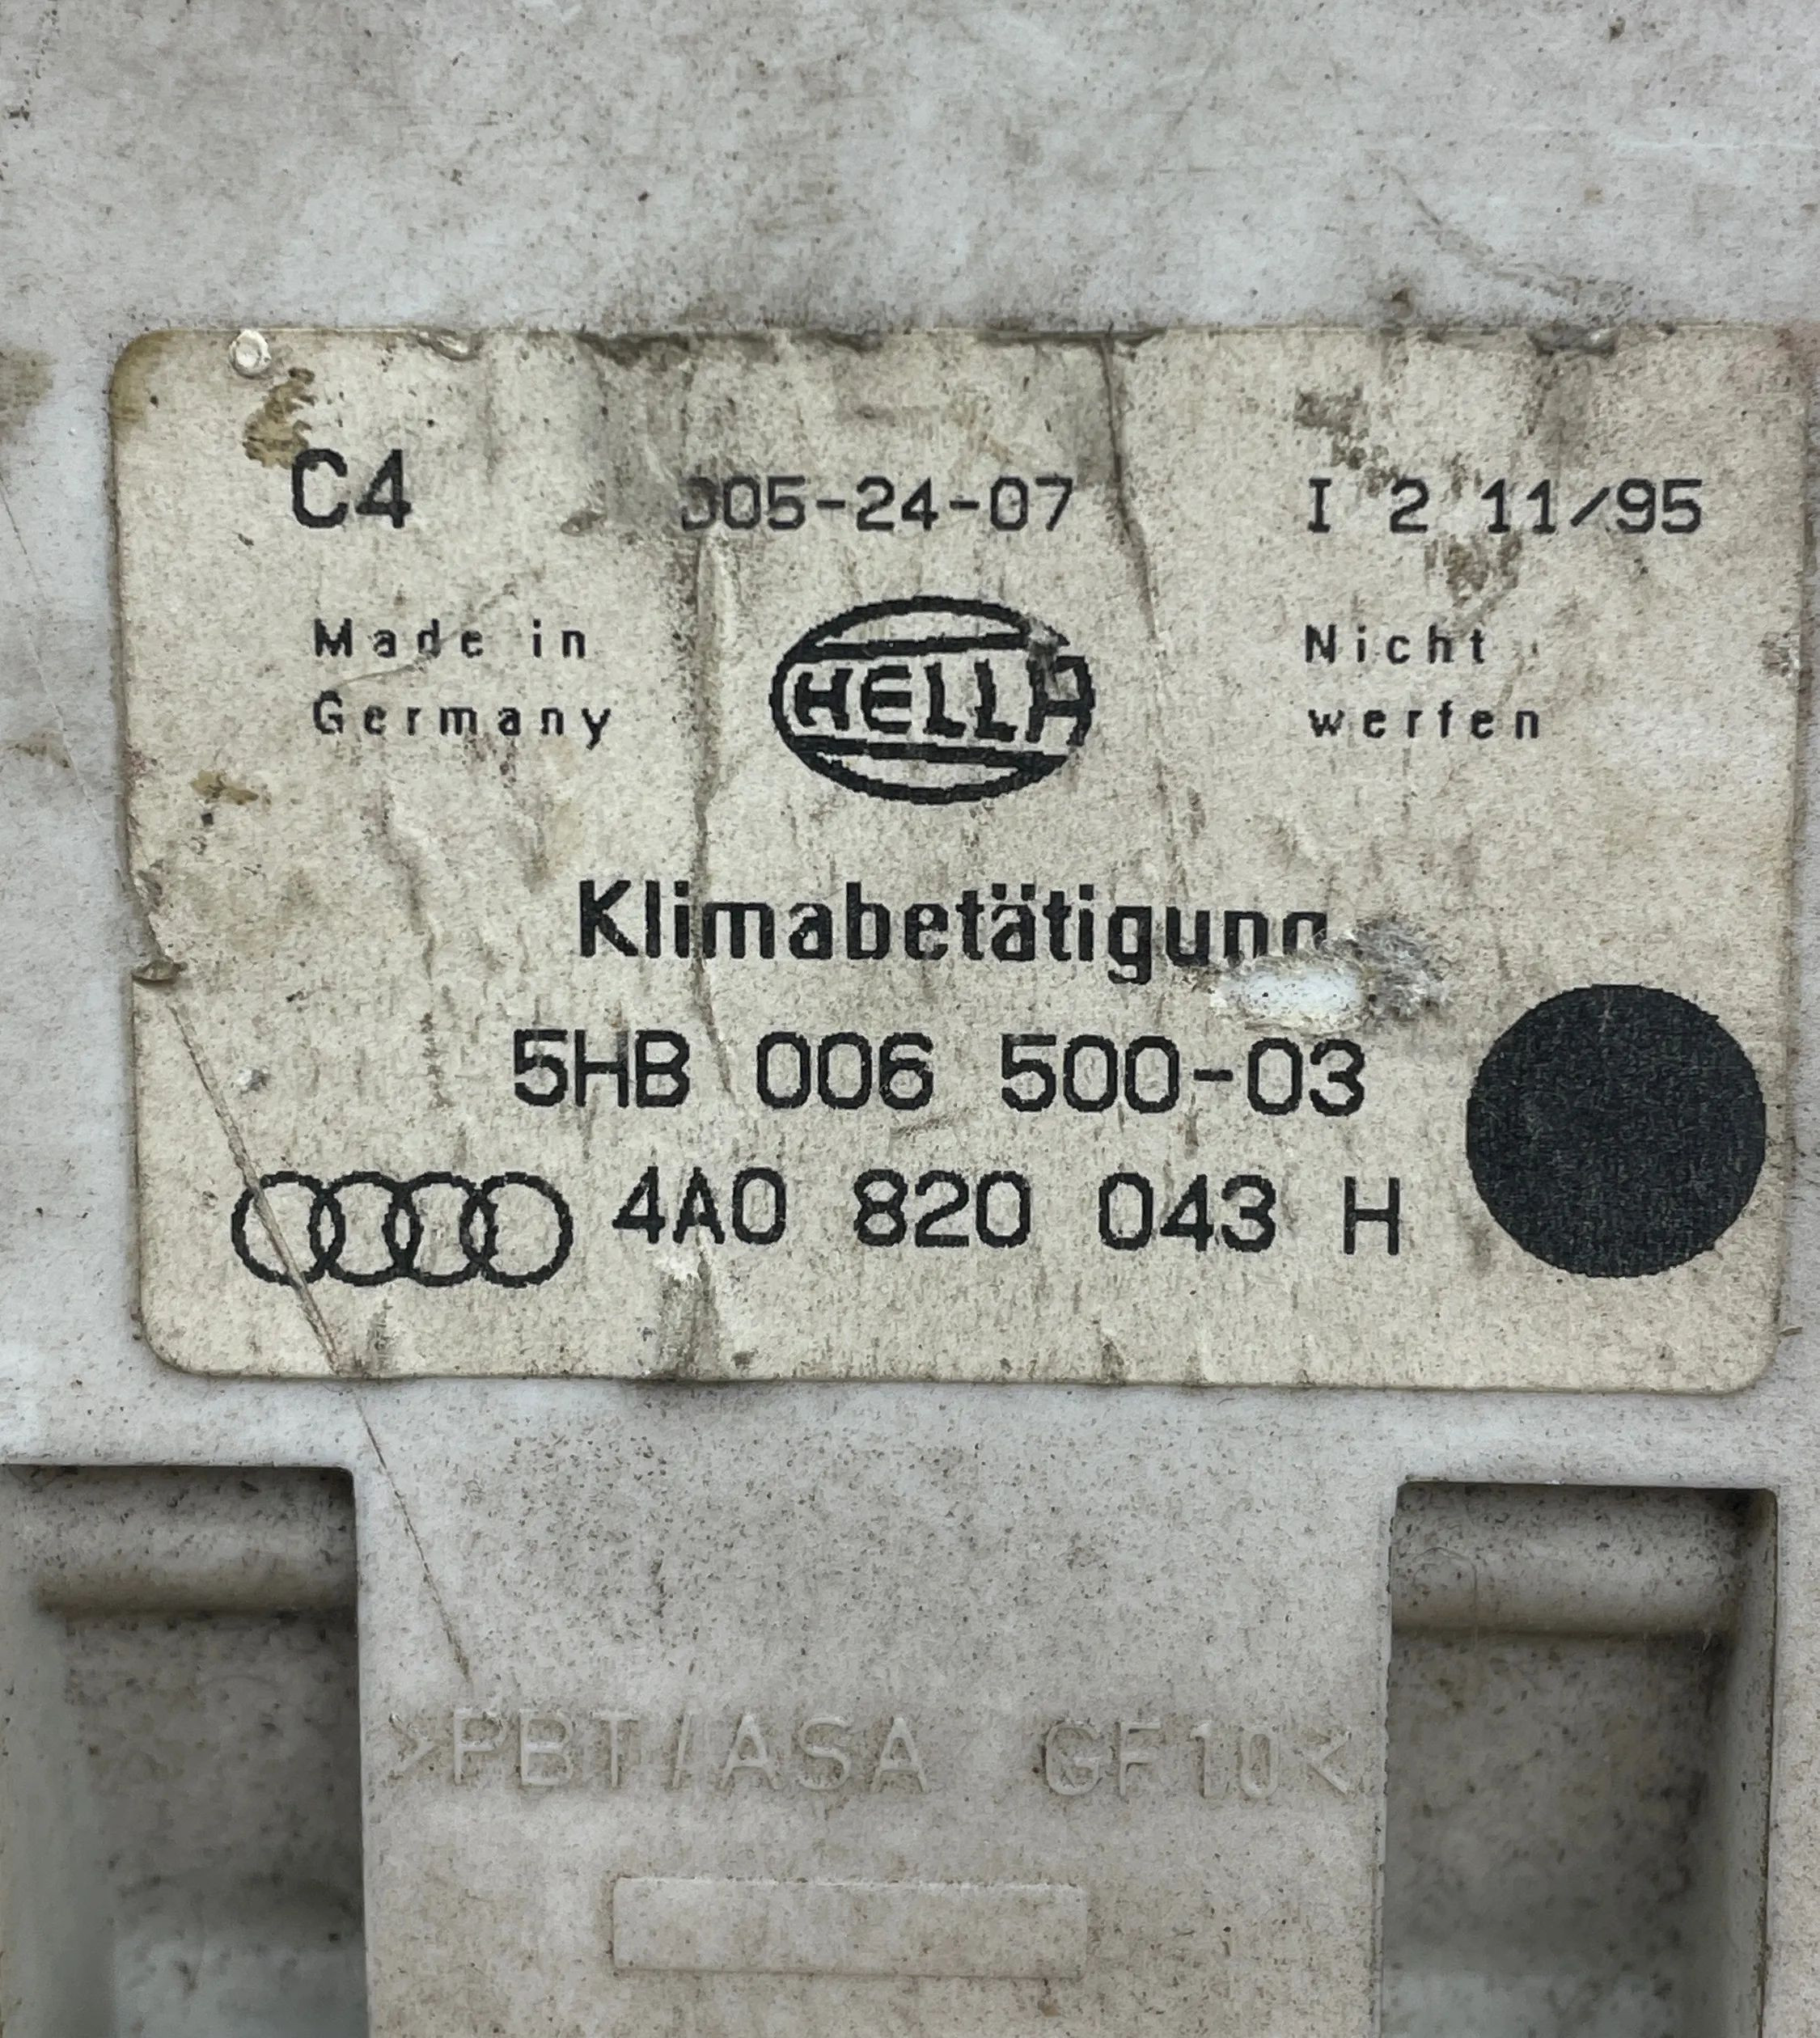 C4 005-24-07 I 2 11/95
Made in HELLA Nicht
Germany werfen
Klimabetätigung
5HB 006 500-03
4A0 820 043 H
>PBT/ASA GF10<